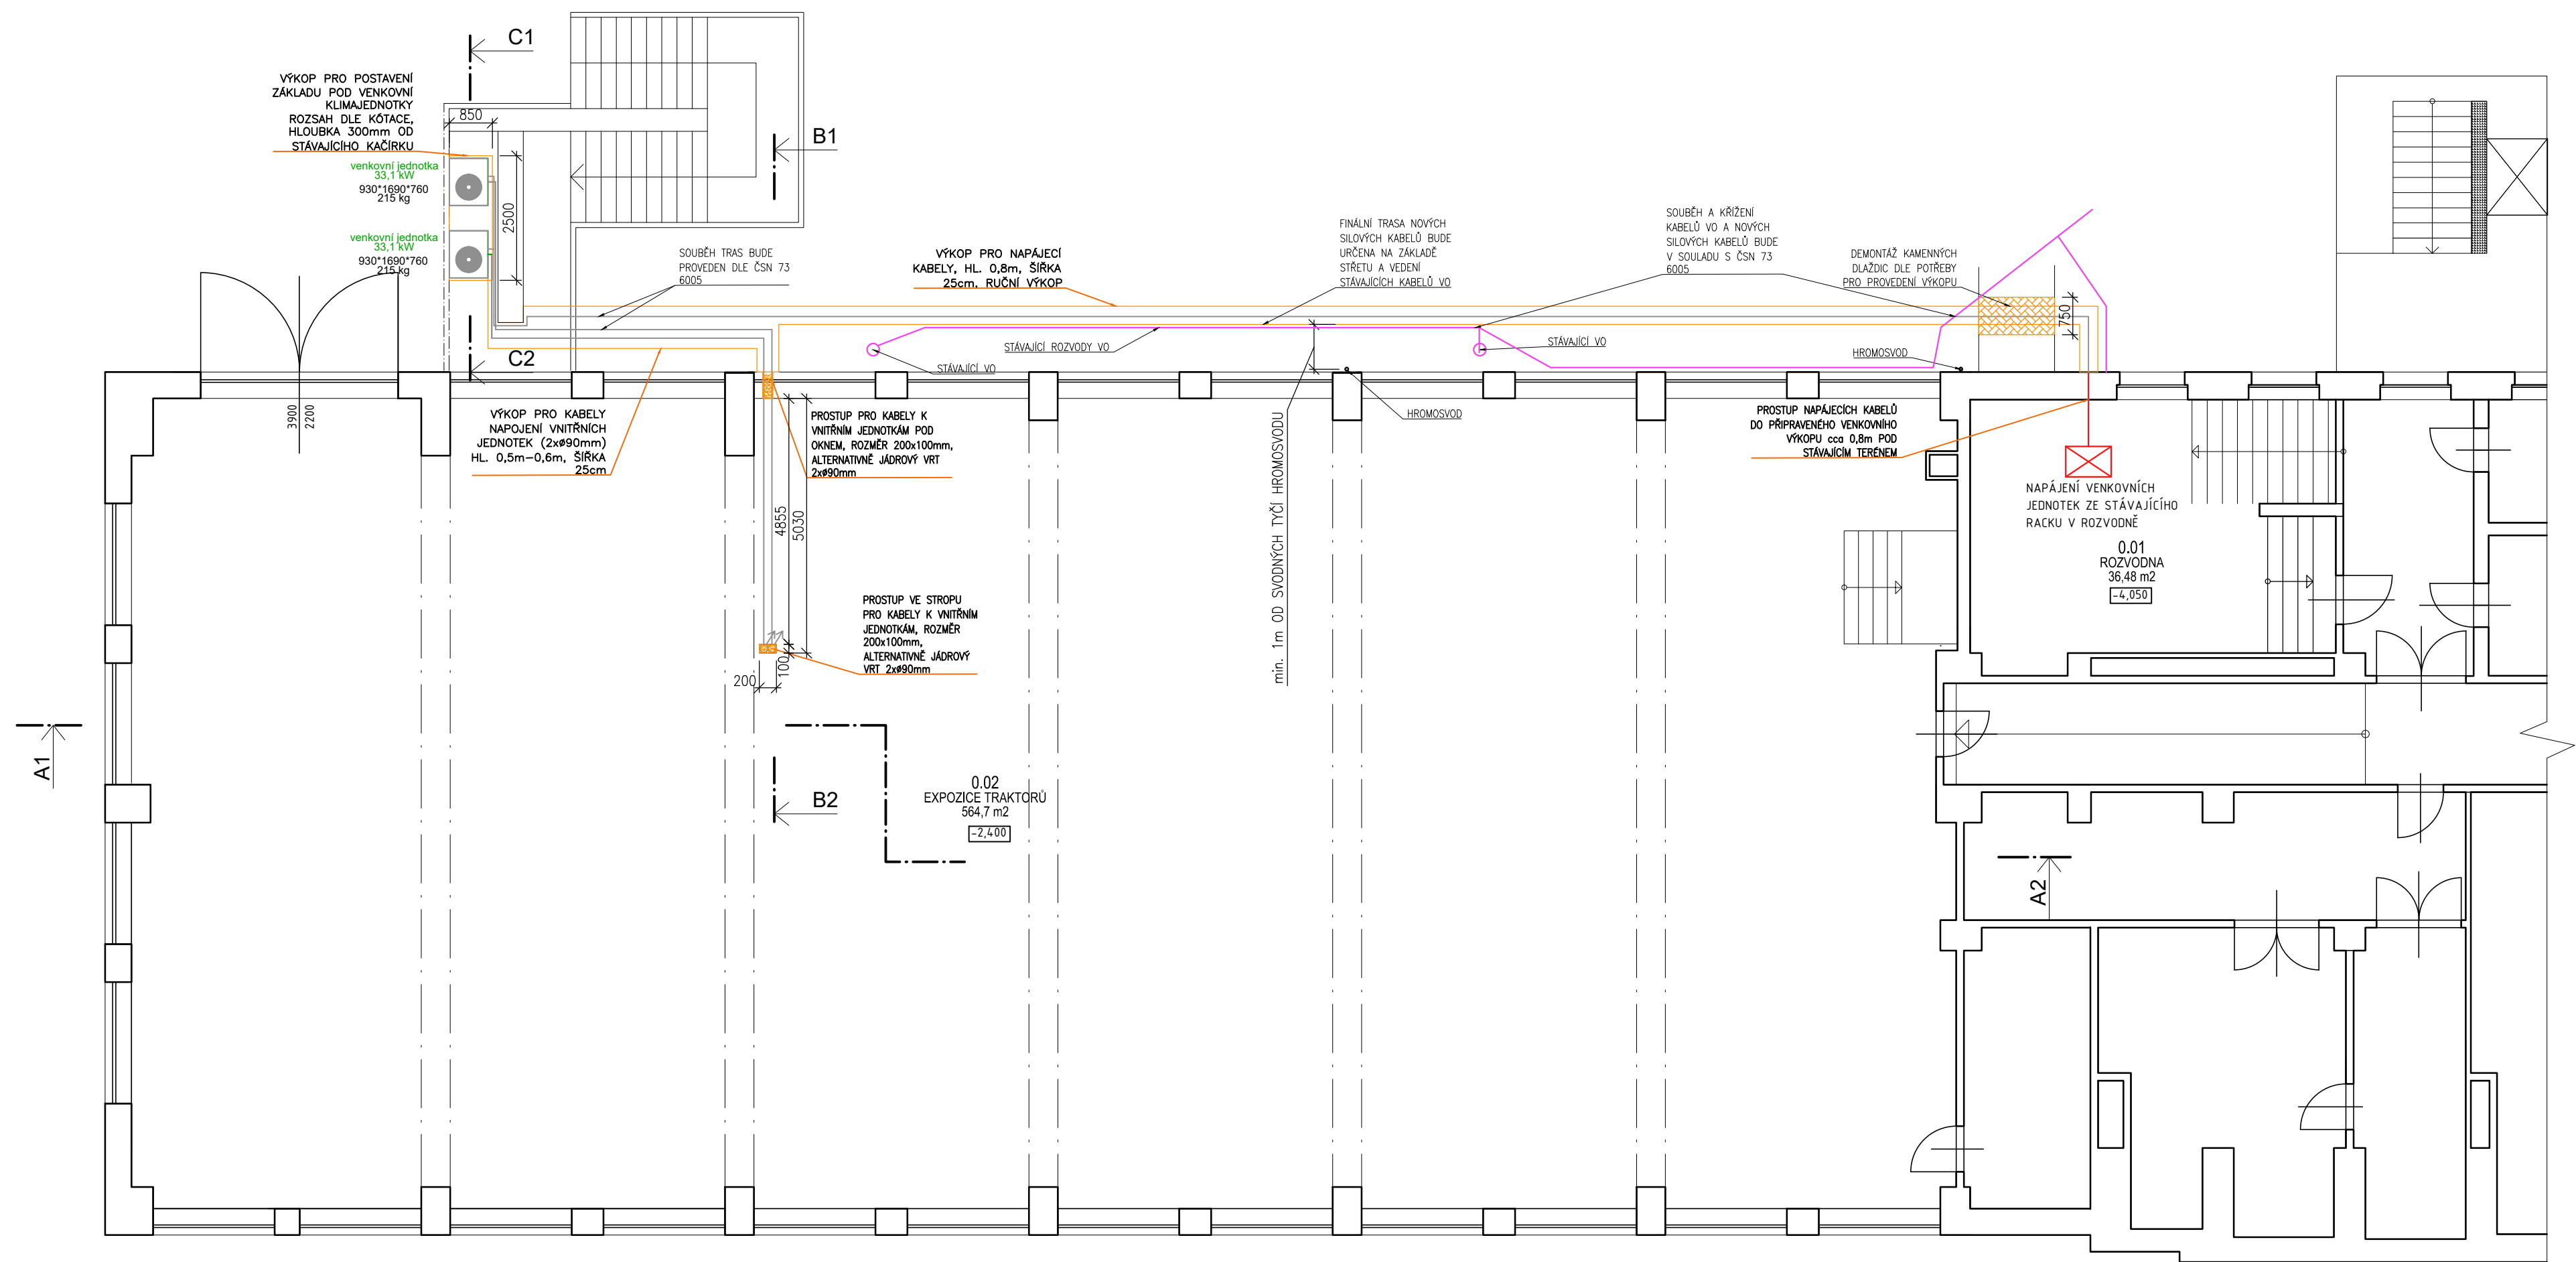 C1
VÝKOP PRO POSTAVENÍ
ZÁKLADU POD VENKOVNÍ
KLIMAJEDNOTKY
ROZSAH DLE KÓTACE,
HLOUBKA 300mm OD
STÁVAJÍCÍHO KAČÍRKU
850
B1
venkovní jednotka
33,1 kW
930*1690*760
215 kg
2500
venkovní jednotka
33,1 kW
930*1690*760
215 kg
SOUBĚH TRAS BUDE
PROVEDEN DLE ČSN 73
6005
VÝKOP PRO NAPÁJECÍ
KABELY, HL. 0,8m, ŠÍŘKA
25cm, RUČNÍ VÝKOP
FINÁLNÍ TRASA NOVÝCH
SILOVÝCH KABELŮ BUDE
URČENA NA ZÁKLADĚ
STŘETU A VEDENÍ
STÁVAJÍCÍCH KABELŮ VO
SOUBĚH A KŘÍŽENÍ
KABELŮ VO A NOVÝCH
SILOVÝCH KABELŮ BUDE
V SOULADU S ČSN 73
6005
DEMONTÁŽ KAMENNÝCH
DLAŽDIC DLE POTŘEBY
PRO PROVEDENÍ VÝKOPU
750
C2
STÁVAJÍCÍ ROZVODY VO
STÁVAJÍCÍ VO
STÁVAJÍCÍ VO
HROMOSVOD
HROMOSVOD
3900
2200
VÝKOP PRO KABELY
NAPOJENÍ VNITŘNÍCH
JEDNOTEK (2xø90mm)
HL. 0,5m–0,6m, ŠÍŘKA
25cm
PROSTUP PRO KABELY K
VNITŘNÍM JEDNOTKÁM POD
OKNEM, ROZMĚR 200x100mm,
ALTERNATIVNĚ JÁDROVÝ VRT
2xø90mm
4855
5030
min. 1m OD SVODNÝCH TYČÍ HROMOSVODU
PROSTUP NAPÁJECÍCH KABELŮ
DO PŘIPRAVENÉHO VENKOVNÍHO
VÝKOPU cca 0,8m POD
STÁVAJÍCÍM TERÉNEM
NAPÁJENÍ VENKOVNÍCH
JEDNOTEK ZE STÁVAJÍCÍHO
RACKU V ROZVODNĚ
0.01
ROZVODNA
36,48 m2
-4,050
PROSTUP VE STROPU
PRO KABELY K VNITŘNÍM
JEDNOTKÁM, ROZMĚR
200x100mm,
ALTERNATIVNĚ JÁDROVÝ
VRT 2xø90mm
200
100
A1
B2
0.02
EXPOZICE TRAKTORŮ
564,7 m2
-2,400
A2